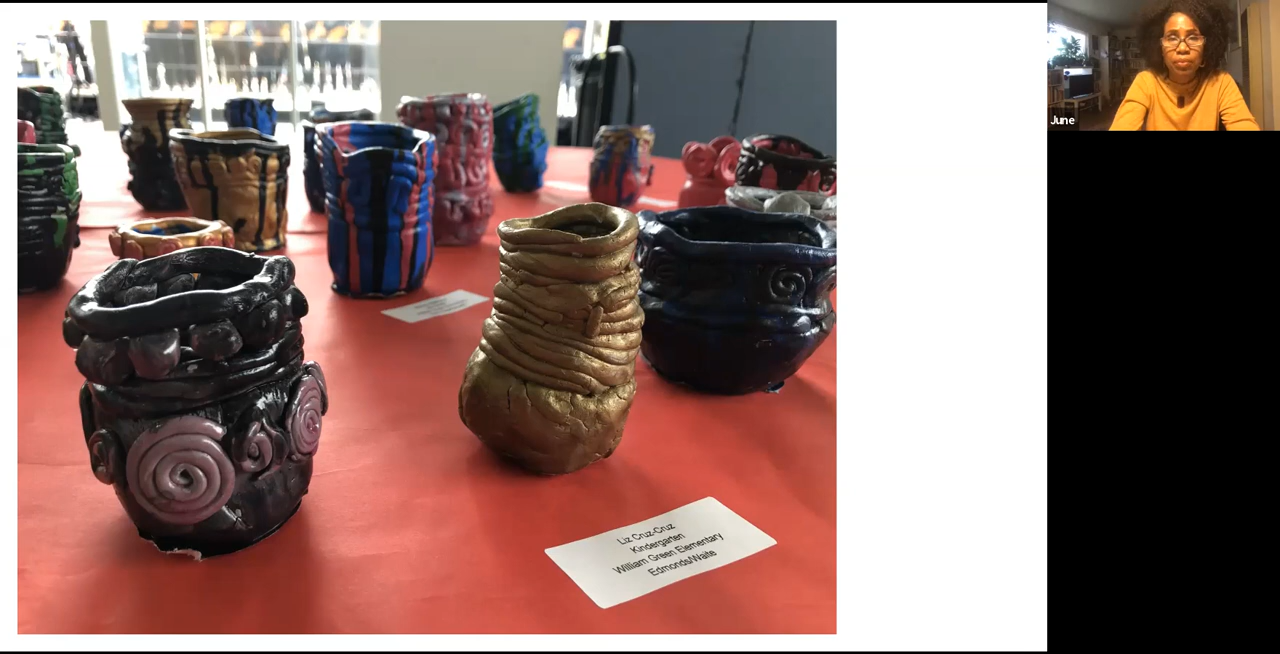 Liz Cruz-Cruz
Kindergarten
William Green Elementary
Edmonds/Waite
June